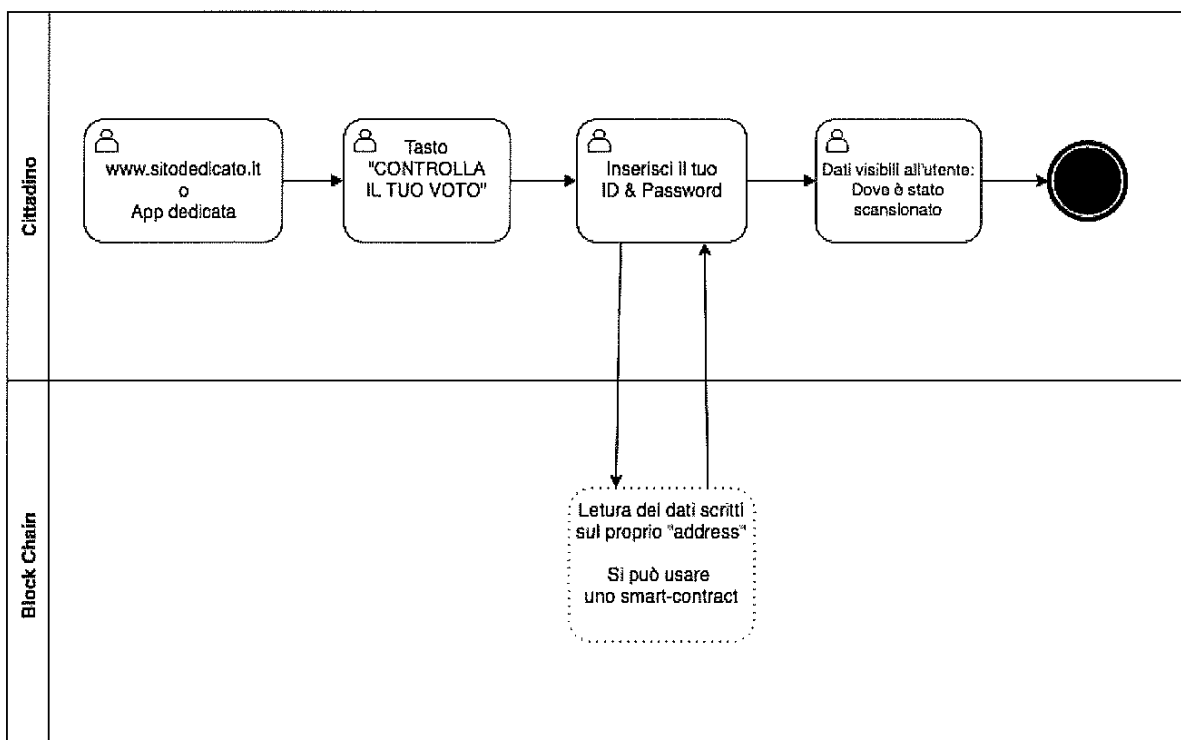 Cittadino
www.sitodedicato.it
o
App dedicata
Tasto
"CONTROLLA
IL TUO VOTO"
Inserisci il tuo
ID & Password
Dati visibili all'utente:
Dove è stato
scansionato
Block Chain
Letura dei dati scritti
sul proprio "address"
Si può usare
uno smart-contract